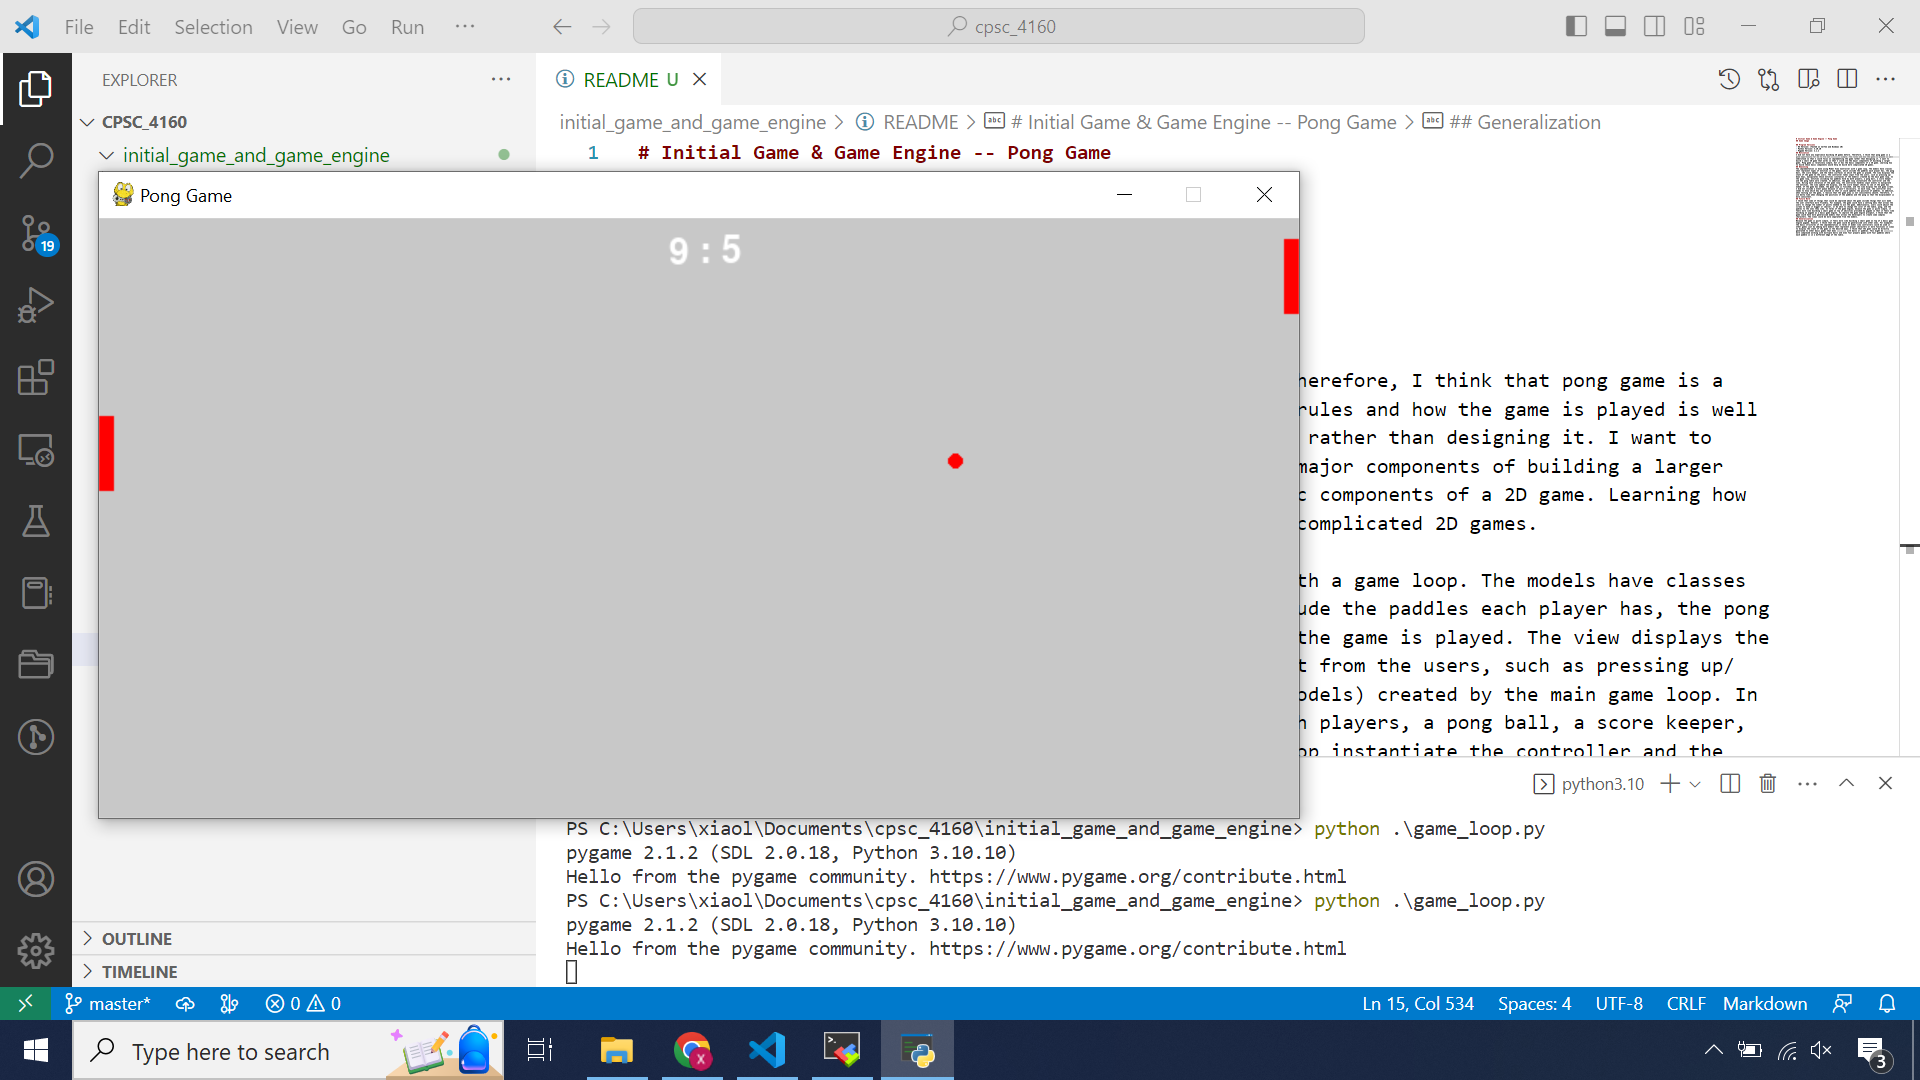 File Edit Selection View Go Run ···
cpsc_4160
EXPLORER
README U
CPSC_4160
initial_game_and_game_engine
initial_game_and_game_engine > README > # Initial Game & Game Engine -- Pong Game > ## Generalization
1 # Initial Game & Game Engine -- Pong Game
19
Pong Game
9:5
herefore, I think that pong game is a
rules and how the game is played is well
rather than designing it. I want to
major components of building a larger
c components of a 2D game. Learning how
complicated 2D games.
th a game loop. The models have classes
ude the paddles each player has, the pong
the game is played. The view displays the
t from the users, such as pressing up/
odels) created by the main game loop. In
n players, a pong ball, a score keeper,
op instantiate the controller and the
python3.10
PS C:\Users\xiaol\Documents\cpsc_4160\initial_game_and_game_engine> python .\game_loop.py
pygame 2.1.2 (SDL 2.0.18, Python 3.10.10)
Hello from the pygame community. https://www.pygame.org/contribute.html
PS C:\Users\xiaol\Documents\cpsc_4160\initial_game_and_game_engine> python .\game_loop.py
pygame 2.1.2 (SDL 2.0.18, Python 3.10.10)
Hello from the pygame community. https://www.pygame.org/contribute.html
OUTLINE
TIMELINE
master* 0 0
Ln 15, Col 534 Spaces: 4 UTF-8 CRLF Markdown
Type here to search
X
3